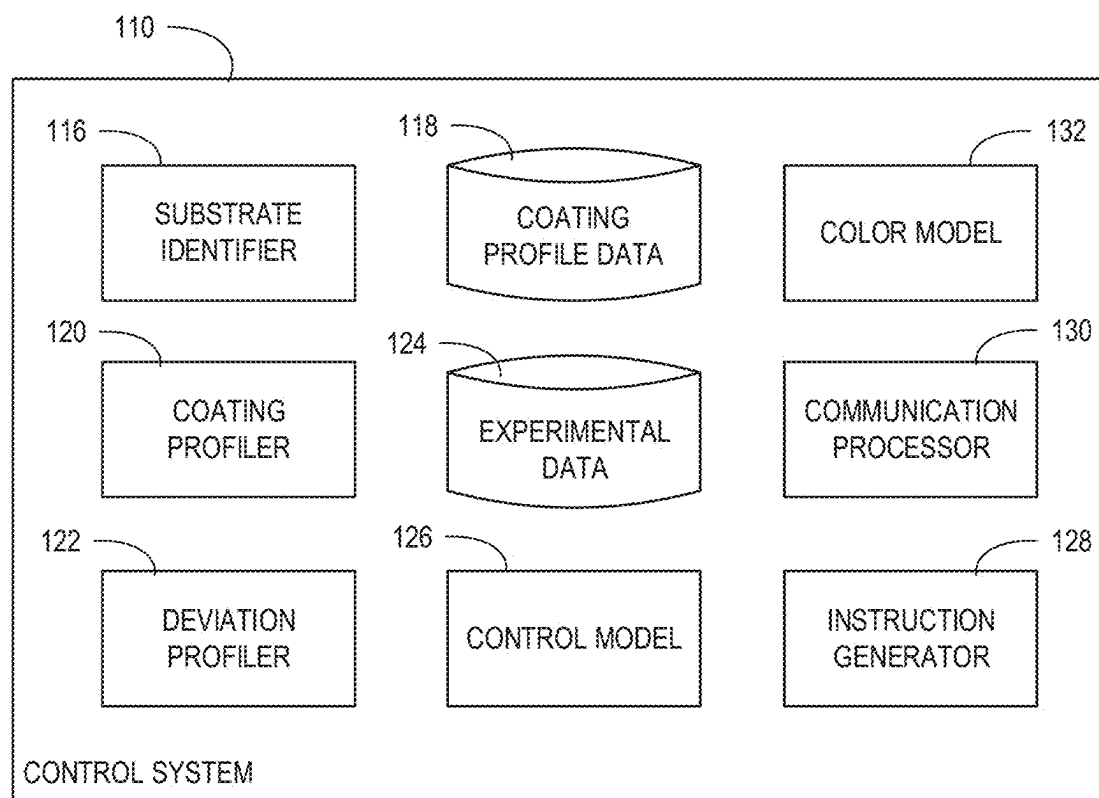 110
116
118
132
SUBSTRATE
IDENTIFIER
COATING
PROFILE DATA
COLOR MODEL
120
124
130
COATING
PROFILER
EXPERIMENTAL
DATA
COMMUNICATION
PROCESSOR
122
126
128
DEVIATION
PROFILER
CONTROL MODEL
INSTRUCTION
GENERATOR
CONTROL SYSTEM